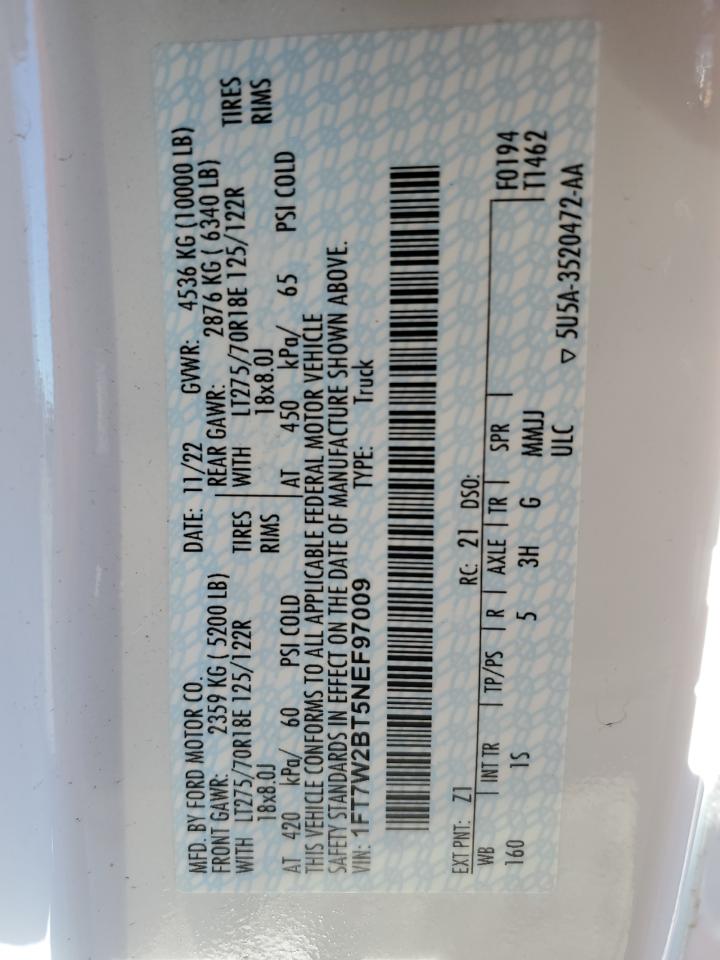 MFD. BY FORD MOTOR CO.
DATE: 11/22 GVWR: 4536 KG (10000 LB)
FRONT GAWR: 2359 KG ( 5200 LB) REAR GAWR: 2876 KG ( 6340 LB)
WITH LT275/70R18E 125/122R TIRES WITH LT275/70R18E 125/122R TIRES
18x8.0J RIMS 18x8.0J RIMS
AT 420 kPa/ 60 PSI COLD AT 450 kPa/ 65 PSI COLD
THIS VEHICLE CONFORMS TO ALL APPLICABLE FEDERAL MOTOR VEHICLE
SAFETY STANDARDS IN EFFECT ON THE DATE OF MANUFACTURE SHOWN ABOVE.
VIN: 1FT7W2BT5NEF97009 TYPE: Truck
EXT PNT: Z1 RC: 21 DSO:
WB INT TR TP/PS R AXLE TR SPR F0194
160 1S 5 3H G MMJJ T1462
ULC
▽ 5U5A-3520472-AA